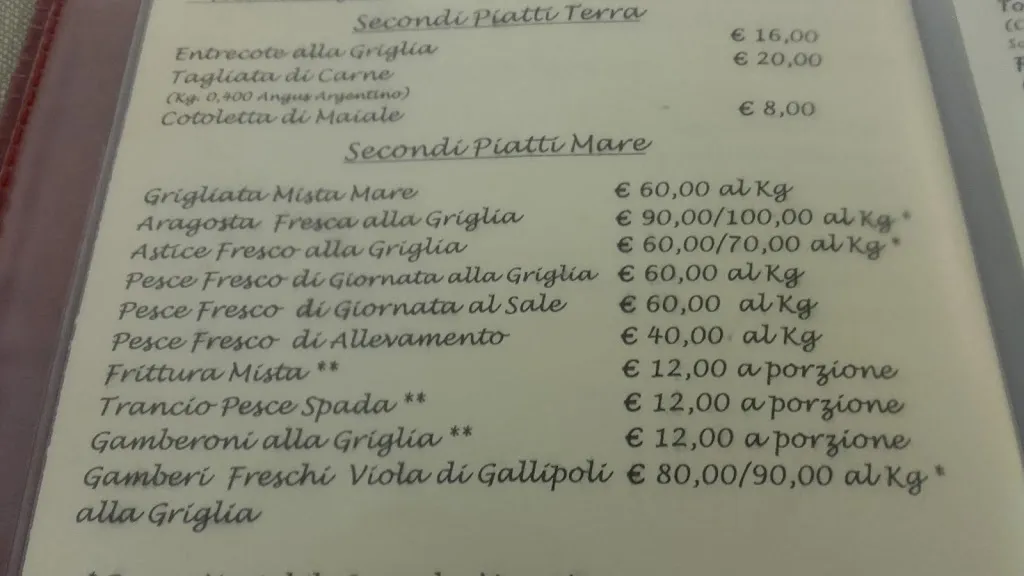 Secondi Piatti Terra
Entrecote alla Griglia € 16,00
Tagliata di Carne € 20,00
(Kg. 0,400 Angus Argentino)
Cotoletta di Maiale € 8,00
Secondi Piatti Mare
Grigliata Mista Mare € 60,00 al Kg
Aragosta Fresca alla Griglia € 90,00/100,00 al Kg *
Astice Fresco alla Griglia € 60,00/70,00 al Kg *
Pesce Fresco di Giornata alla Griglia € 60,00 al Kg
Pesce Fresco di Giornata al Sale € 60,00 al Kg
Pesce Fresco di Allevamento € 40,00 al Kg
Frittura Mista ** € 12,00 a porzione
Trancio Pesce Spada ** € 12,00 a porzione
Gamberoni alla Griglia ** € 12,00 a porzione
Gamberi Freschi Viola di Gallipoli € 80,00/90,00 al Kg *
alla Griglia